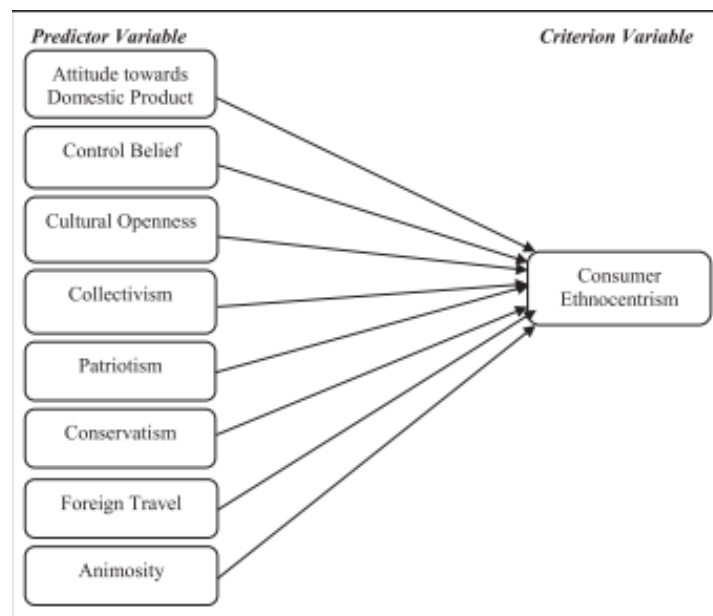 Predictor Variable
Criterion Variable
Attitude towards
Domestic Product
Control Belief
Cultural Openness
Collectivism
Patriotism
Conservatism
Foreign Travel
Animosity
Consumer
Ethnocentrism